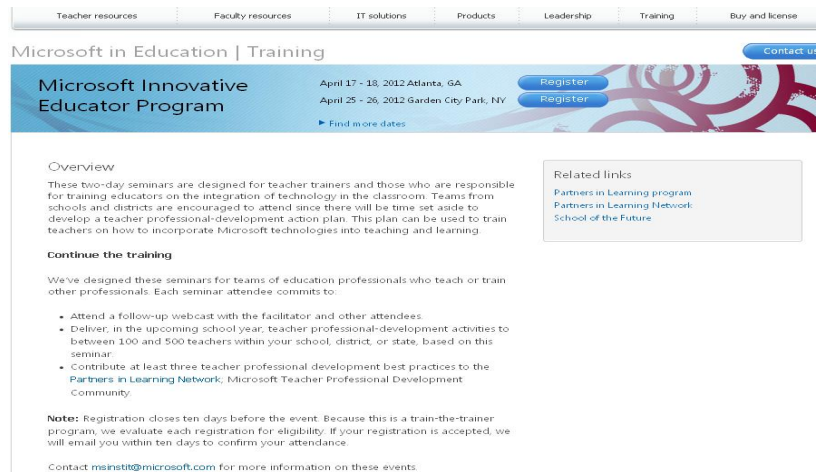 Teacher resources Faculty resources IT solutions Products Leadership Training Buy and license
Microsoft in Education | Training
Contact us
Microsoft Innovative
Educator Program
April 17 - 18, 2012 Atlanta, GA Register
April 25 - 26, 2012 Garden City Park, NY Register
Find more dates
Overview
These two-day seminars are designed for teacher trainers and those who are responsible
for training educators on the integration of technology in the classroom. Teams from
schools and districts are encouraged to attend since there will be time set aside to
develop a teacher professional-development action plan. This plan can be used to train
teachers on how to incorporate Microsoft technologies into teaching and learning.
Continue the training
We've designed these seminars for teams of education professionals who teach or train
other professionals. Each seminar attendee commits to:
• Attend a follow-up webcast with the facilitator and other attendees.
• Deliver, in the upcoming school year, teacher professional-development activities to
between 100 and 500 teachers within your school, district, or state, based on this
seminar.
• Contribute at least three teacher professional development best practices to the
Partners in Learning Network, Microsoft Teacher Professional Development
Community.
Note: Registration closes ten days before the event. Because this is a train-the-trainer
program, we evaluate each registration for eligibility. If your registration is accepted, we
will email you within ten days to confirm your attendance.
Contact msinstit@microsoft.com for more information on these events.
Related links
Partners in Learning program
Partners in Learning Network
School of the Future